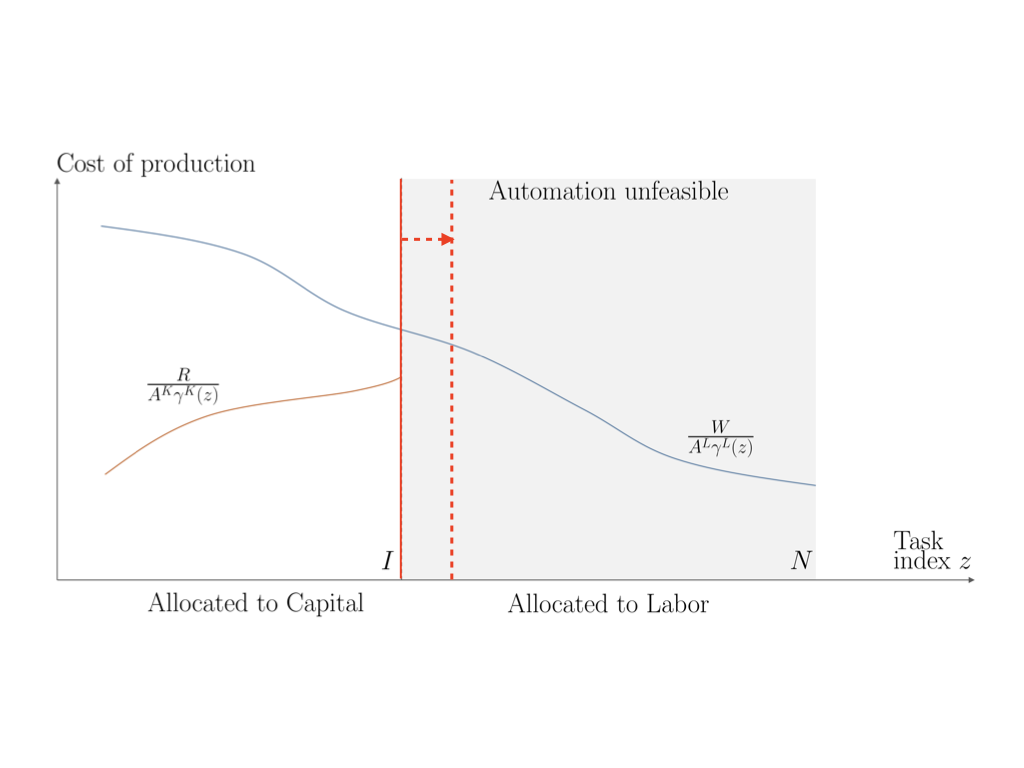 Cost of production
Automation unfeasible
R
A^K γ^K(z)
W
A^L γ^L(z)
I
N
Task
index z
Allocated to Capital
Allocated to Labor